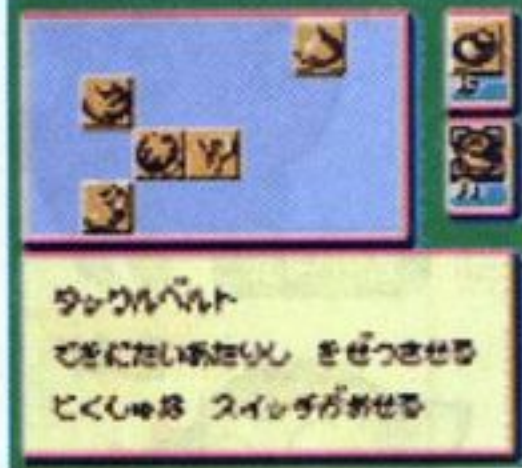 タックルベルト
てきにたいあたりし きぜつさせる
とくしゅな スイッチがおせる